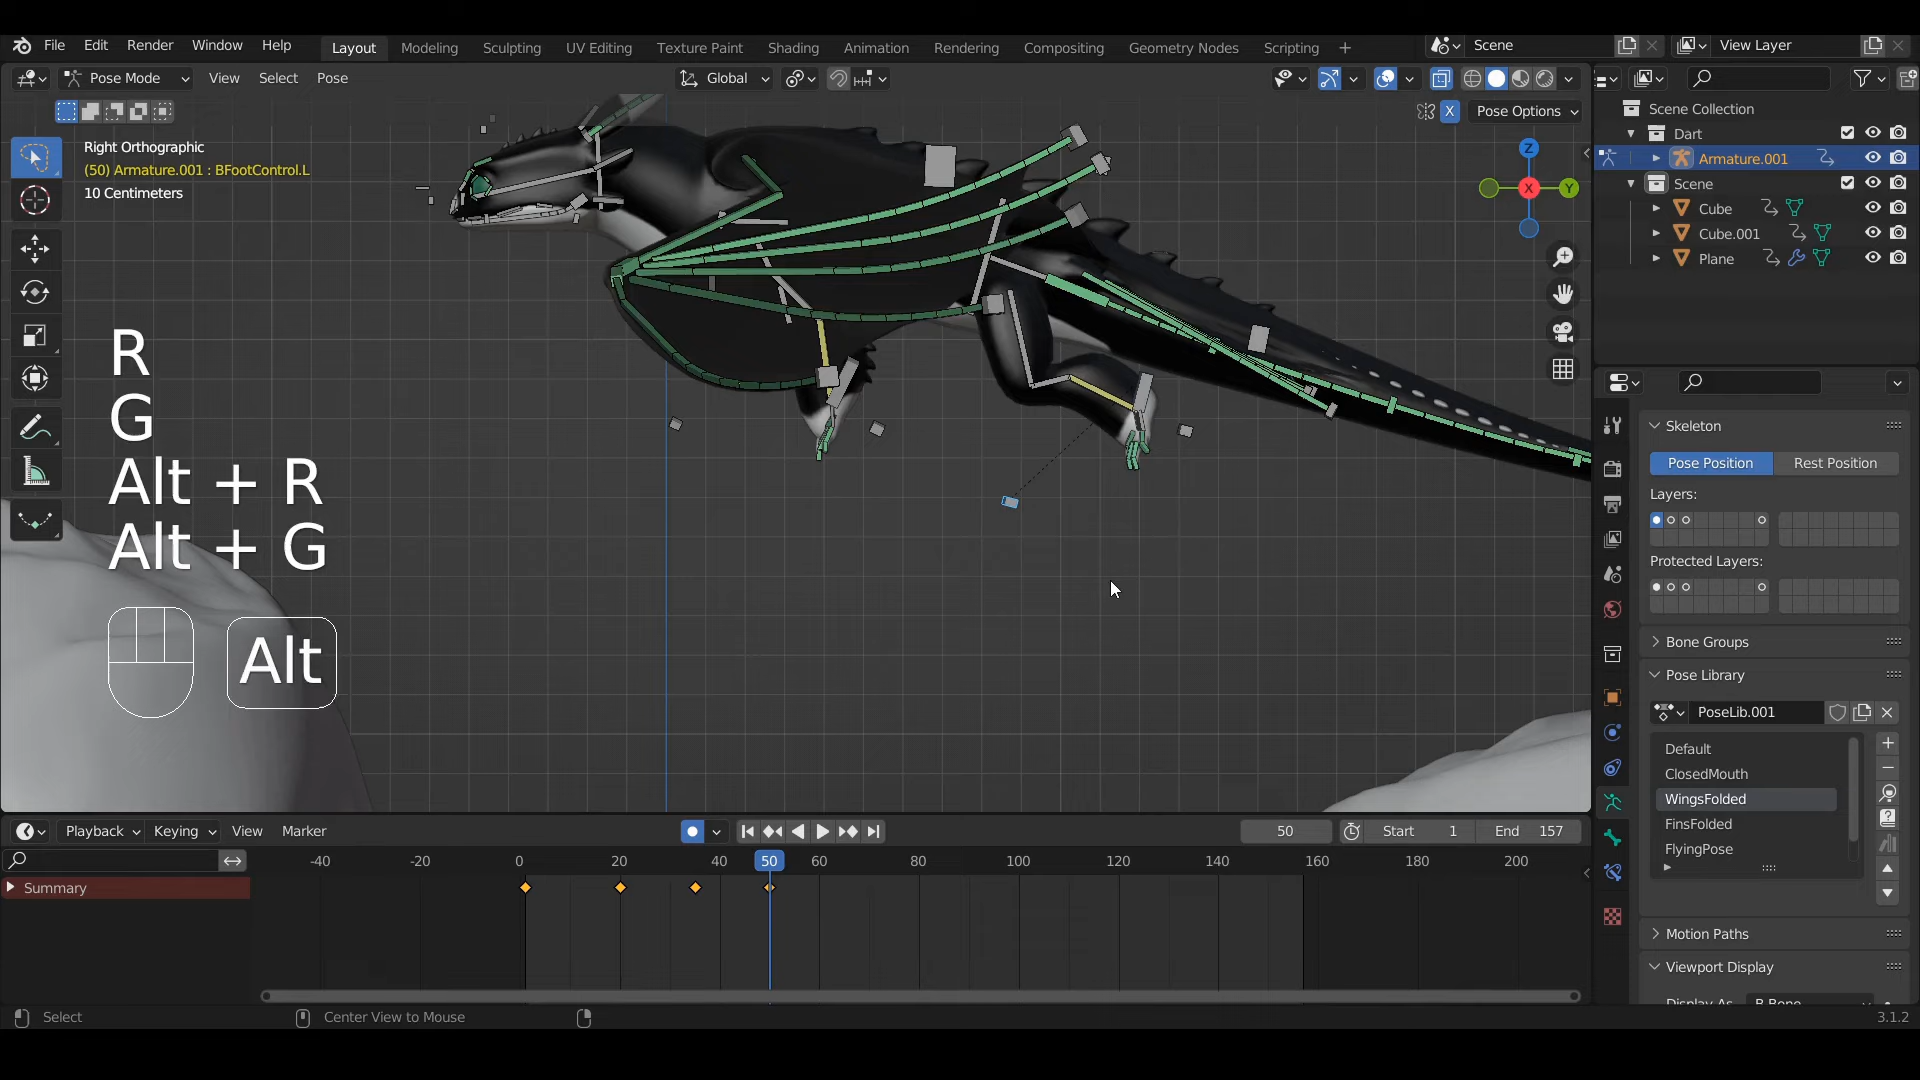 File Edit Render Window Help Layout Modeling Sculpting UV Editing Texture Paint Shading Animation Rendering Compositing Geometry Nodes Scripting + Scene View Layer
Pose Mode View Select Pose Global
X Pose Options
Scene Collection
Right Orthographic
(50) Armature.001 : BFootControl.L
10 Centimeters
Dart
Armature.001
Scene
Cube
Cube.001
Plane
Z
X
Y
R
G
Alt + R
Alt + G
Alt
Skeleton
Pose Position Rest Position
Layers:
Protected Layers:
Bone Groups
Pose Library
PoseLib.001
Default
ClosedMouth
WingsFolded
FinsFolded
FlyingPose
Motion Paths
Viewport Display
Display As B-Bone
Playback Keying View Marker 50 Start 1 End 157
-40 -20 0 20 40 50 60 80 100 120 140 160 180 200
Summary
Select Center View to Mouse 3.1.2